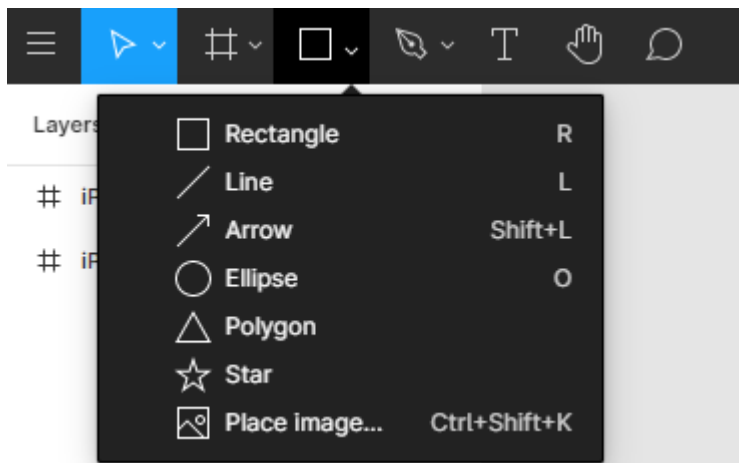 Layers
Rectangle R
iP
Line L
Arrow Shift+L
iP
Ellipse O
Polygon
Star
Place image... Ctrl+Shift+K